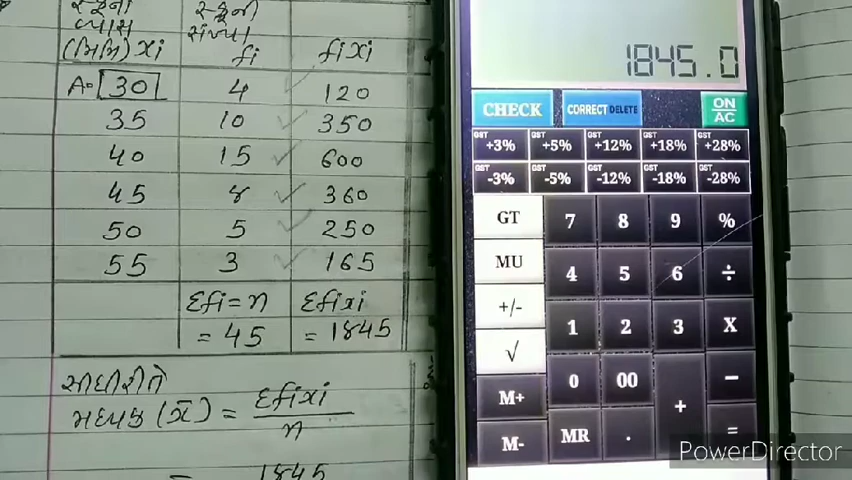 વ્યાસ
સંખ્યા
(મિમિ) xi
fi
fixi
A= 30 4 120
35 10 350
40 15 600
45 8 360
50 5 250
55 3 165
Σfi = n Σfixi
= 45 = 1845
મધ્યક (x̄) = Σfixi
n
= 1845
1845.0
CHECK CORRECT DELETE ON
AC
GST +3% GST +5% GST +12% GST +18% GST +28%
GST -3% GST -5% GST -12% GST -18% GST -28%
GT 7 8 9 %
MU 4 5 6 ÷
+/- 1 2 3 X
√ 0 00 + −
M+
M- MR . =
PowerDirector